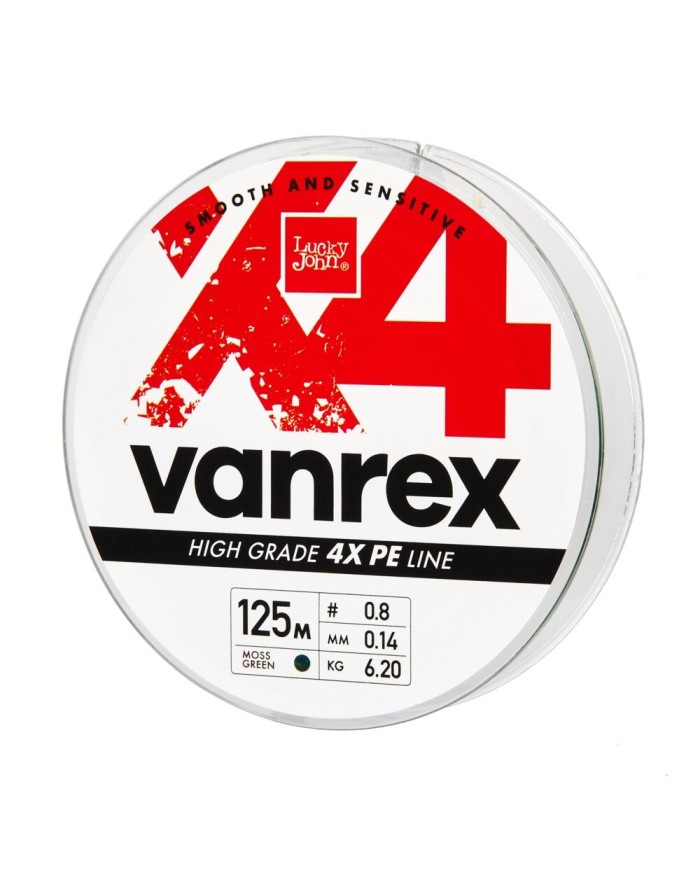 SMOOTH AND SENSITIVE
X4
Lucky
John®
vanrex
HIGH GRADE 4X PE LINE
125M
MOSS
GREEN
# 0.8
MM 0.14
KG 6.20